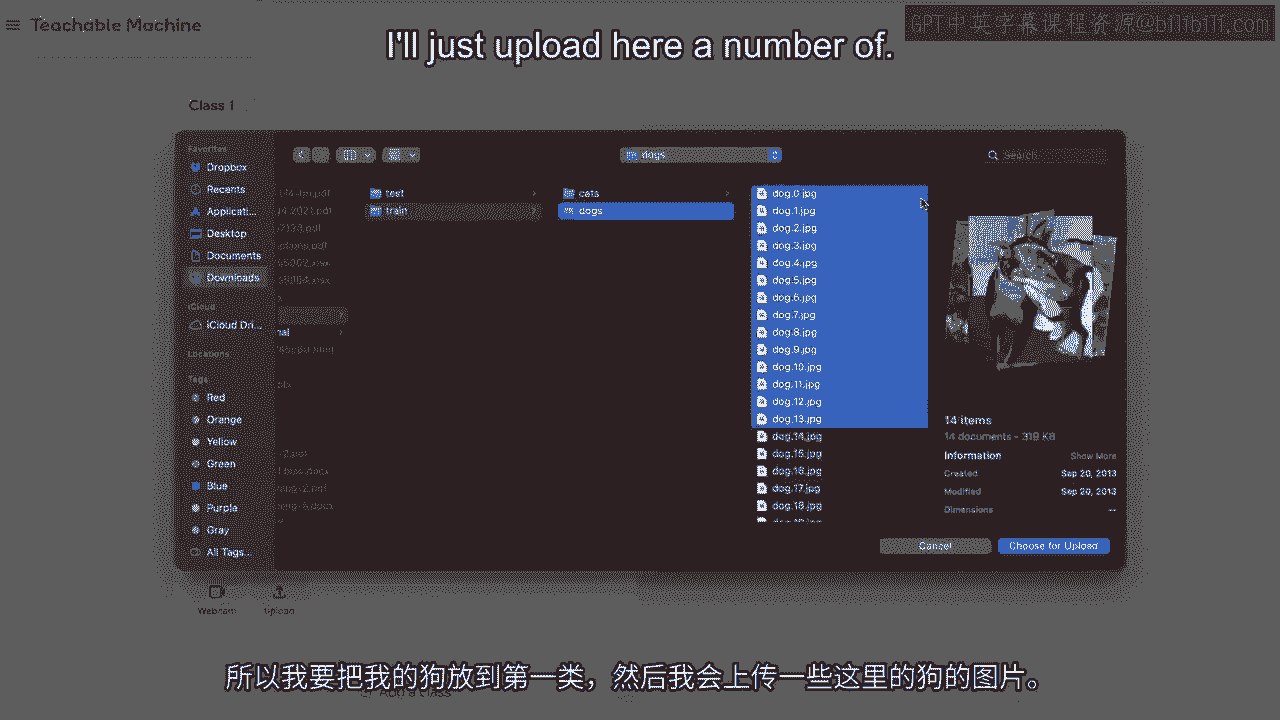 Teachable Machine
GPT中英字幕课程资源@bilibili.com
I'll just upload here a number of.
Class 1
Favorites
dogs
Search
Dropbox
Recents
Applicati...
Desktop
Documents
Downloads
iCloud
iCloud Dri...
Locations
Tags
Red
Orange
Yellow
Green
Blue
Purple
Gray
All Tags...
test
train
cats
dogs
dog.0.jpg
dog.1.jpg
dog.2.jpg
dog.3.jpg
dog.4.jpg
dog.5.jpg
dog.6.jpg
dog.7.jpg
dog.8.jpg
dog.9.jpg
dog.10.jpg
dog.11.jpg
dog.12.jpg
dog.13.jpg
dog.14.jpg
dog.15.jpg
dog.16.jpg
dog.17.jpg
dog.18.jpg
14 items
14 documents - 319 KB
Information Show More
Created Sep 20, 2013
Modified Sep 20, 2013
Dimensions --
Cancel
Choose for Upload
Webcam
Upload
所以我要把我的狗放到第一类，然后我会上传一些这里的狗的图片。
Add a class